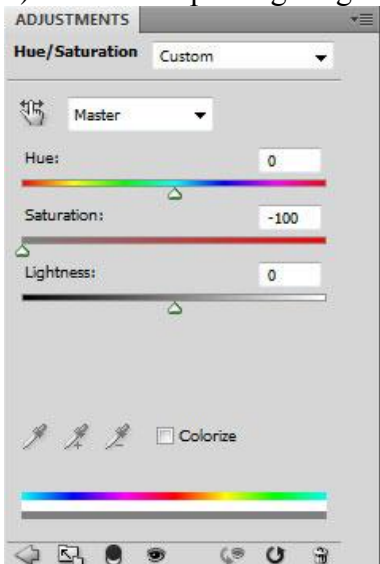 ADJUSTMENTS
Hue/Saturation Custom
Master
Hue: 0
Saturation: -100
Lightness: 0
Colorize